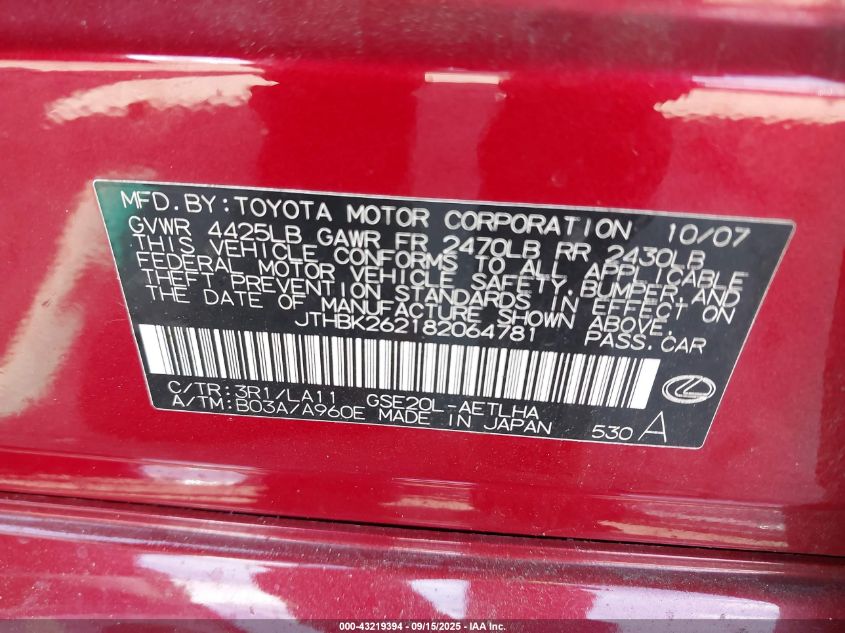 MFD. BY: TOYOTA MOTOR CORPORATION 10/07
GVWR 4425LB GAWR FR 2470LB RR 2430LB
THIS VEHICLE CONFORMS TO ALL APPLICABLE
FEDERAL MOTOR VEHICLE SAFETY, BUMPER, AND
THEFT PREVENTION STANDARDS IN EFFECT ON
THE DATE OF MANUFACTURE SHOWN ABOVE.
JTHBK262182064781 PASS. CAR
C/TR: 3R1/LA11 GSE20L-AETLHA
A/TM: B03A/A960E MADE IN JAPAN 530 A
000-43219394 - 09/15/2025 - IAA Inc.